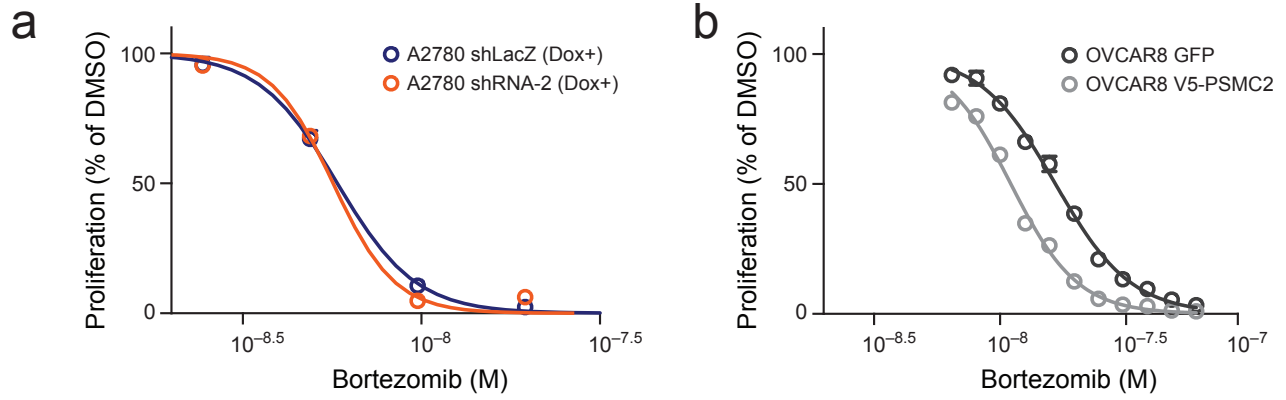 a
Proliferation (% of DMSO)
100
50
0
A2780 shLacZ (Dox+)
A2780 shRNA-2 (Dox+)
10⁻⁸·⁵
10⁻⁸
10⁻⁷·⁵
Bortezomib (M)
b
Proliferation (% of DMSO)
100
50
0
OVCAR8 GFP
OVCAR8 V5-PSMC2
10⁻⁸·⁵
10⁻⁸
10⁻⁷·⁵
10⁻⁷
Bortezomib (M)